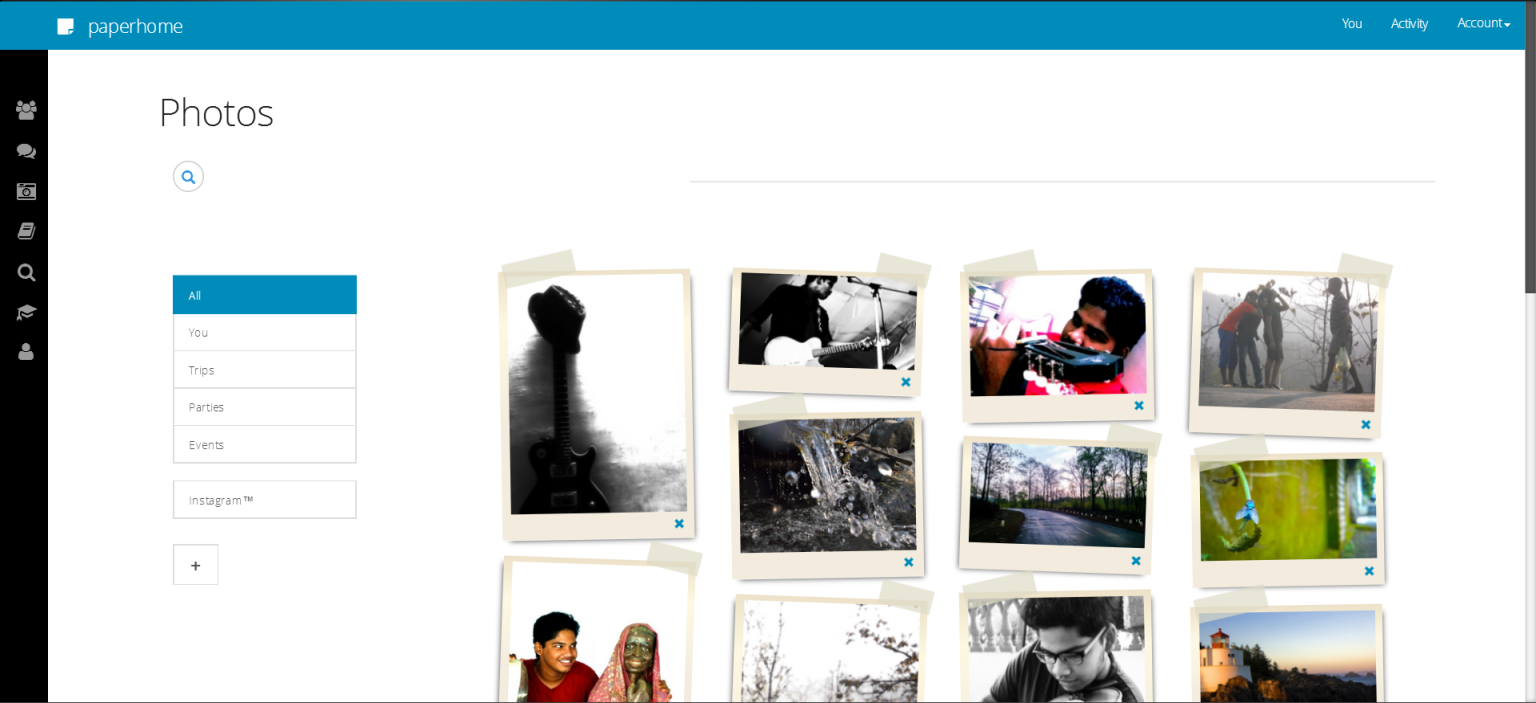 paperhome
You
Activity
Account
Photos
All
You
Trips
Parties
Events
Instagram™
+